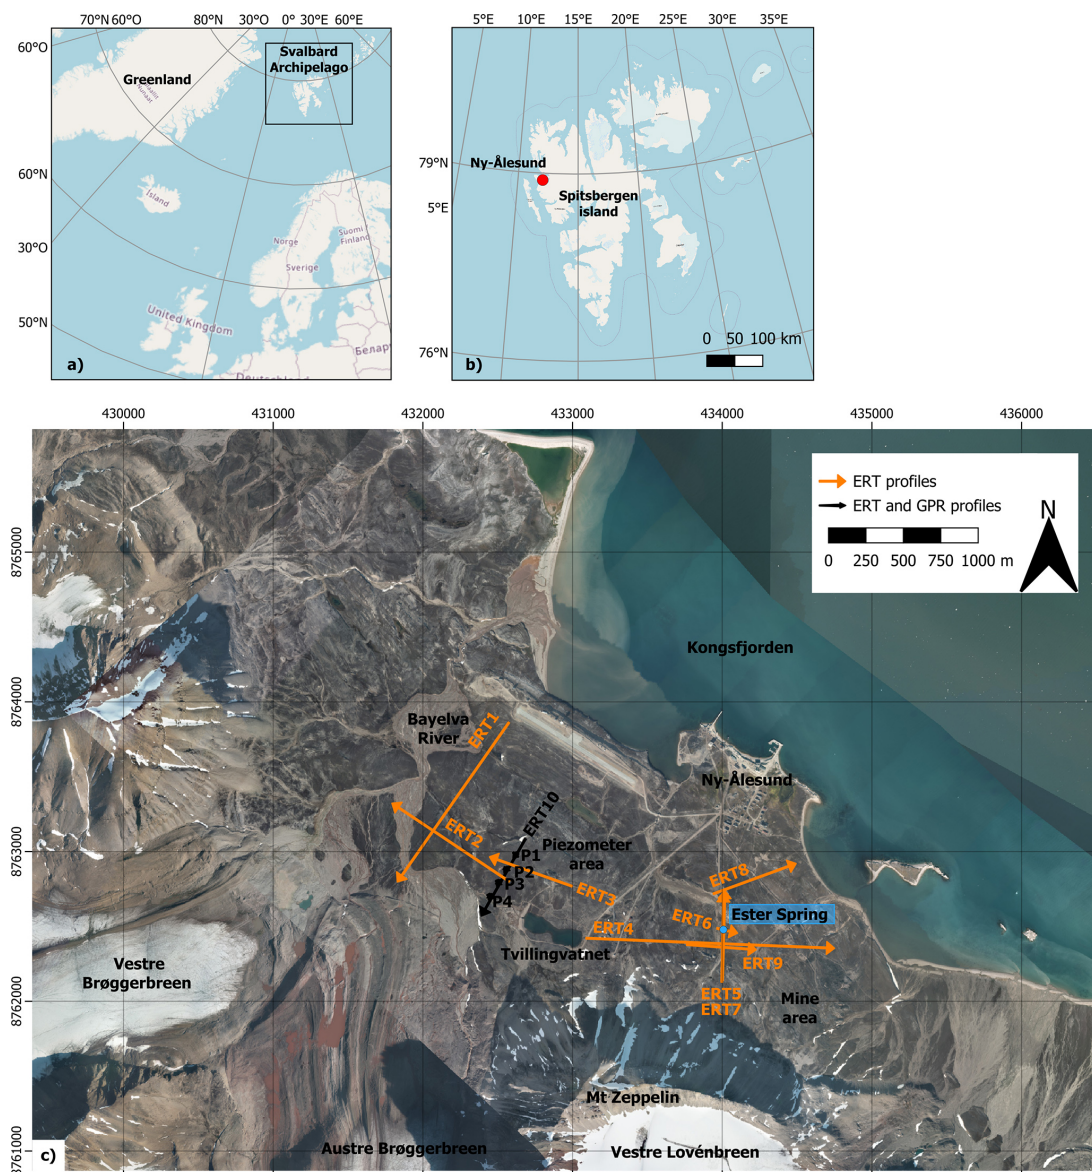 70°N 60°O
80°N
30°O
0°
30°E
60°E
60°O
Svalbard
Archipelago
Greenland
Kalaallit
Nunaat
60°N
Ísland
Norge
Suomi
Finland
30°O
Sverige
United Kingdom
50°N
Белар
a)
Deutschland
5°E
10°E
15°E
20°E
25°E
30°E
35°E
79°N
Ny-Ålesund
5°E
Spitsbergen
island
0 50 100 km
76°N
b)
430000
431000
432000
433000
434000
435000
436000
ERT profiles
ERT and GPR profiles
N
0 250 500 750 1000 m
8765000
8764000
8763000
8762000
8761000
Kongsfjorden
Bayelva
River
ERT1
Ny-Ålesund
ERT10
ERT2
Piezometer
area
P1
P2
P3
P4
ERT3
ERT8
ERT6
Ester Spring
ERT4
Tvillingvatnet
ERT9
Vestre
Brøggerbreen
ERT5
ERT7
Mine
area
Mt Zeppelin
Austre Brøggerbreen
Vestre Lovénbreen
c)